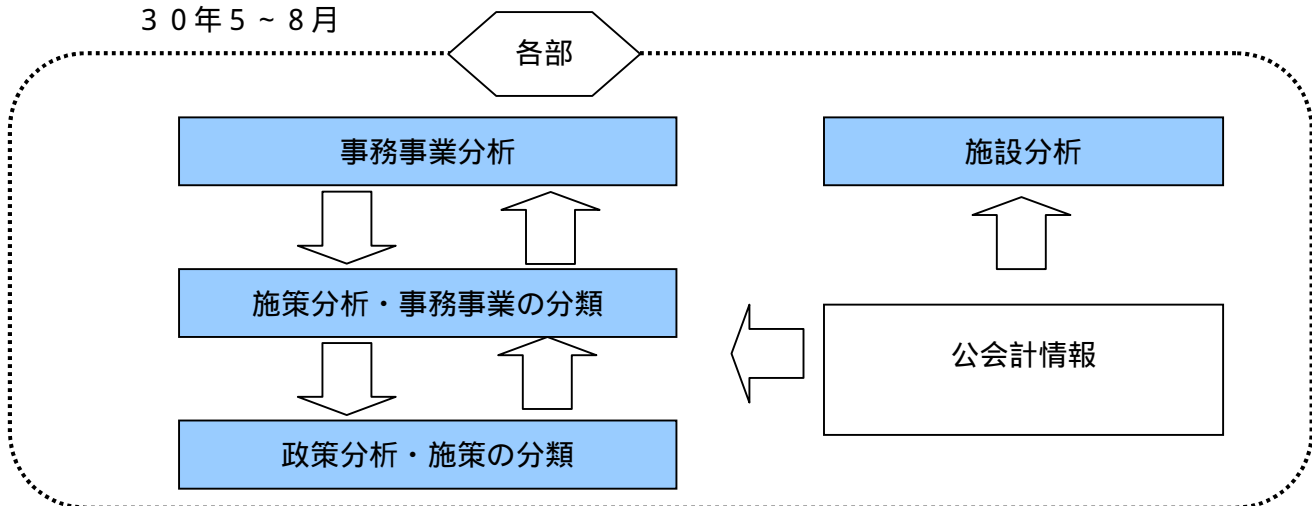 ３０年５～８月
各部
事務事業分析
施設分析
施策分析・事務事業の分類
公会計情報
政策分析・施策の分類